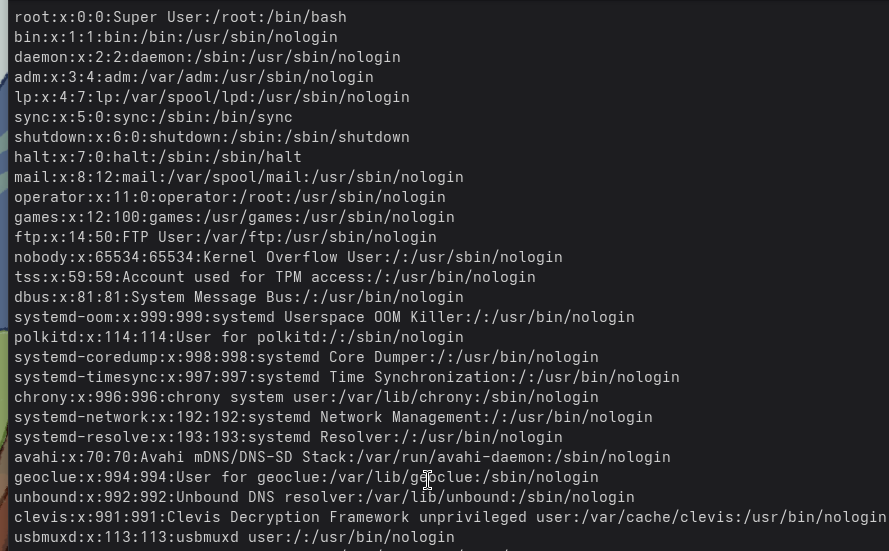 root:x:0:0:Super User:/root:/bin/bash
bin:x:1:1:bin:/bin:/usr/sbin/nologin
daemon:x:2:2:daemon:/sbin:/usr/sbin/nologin
adm:x:3:4:adm:/var/adm:/usr/sbin/nologin
lp:x:4:7:lp:/var/spool/lpd:/usr/sbin/nologin
sync:x:5:0:sync:/sbin:/bin/sync
shutdown:x:6:0:shutdown:/sbin:/sbin/shutdown
halt:x:7:0:halt:/sbin:/sbin/halt
mail:x:8:12:mail:/var/spool/mail:/usr/sbin/nologin
operator:x:11:0:operator:/root:/usr/sbin/nologin
games:x:12:100:games:/usr/games:/usr/sbin/nologin
ftp:x:14:50:FTP User:/var/ftp:/usr/sbin/nologin
nobody:x:65534:65534:Kernel Overflow User:/:/usr/sbin/nologin
tss:x:59:59:Account used for TPM access:/:/usr/bin/nologin
dbus:x:81:81:System Message Bus:/:/usr/bin/nologin
systemd-oom:x:999:999:systemd Userspace OOM Killer:/:/usr/bin/nologin
polkitd:x:114:114:User for polkitd:/:/sbin/nologin
systemd-coredump:x:998:998:systemd Core Dumper:/:/usr/bin/nologin
systemd-timesync:x:997:997:systemd Time Synchronization:/:/usr/bin/nologin
chrony:x:996:996:chrony system user:/var/lib/chrony:/sbin/nologin
systemd-network:x:192:192:systemd Network Management:/:/usr/bin/nologin
systemd-resolve:x:193:193:systemd Resolver:/:/usr/bin/nologin
avahi:x:70:70:Avahi mDNS/DNS-SD Stack:/var/run/avahi-daemon:/sbin/nologin
geoclue:x:994:994:User for geoclue:/var/lib/geoclue:/sbin/nologin
unbound:x:992:992:Unbound DNS resolver:/var/lib/unbound:/sbin/nologin
clevis:x:991:991:Clevis Decryption Framework unprivileged user:/var/cache/clevis:/usr/bin/nologin
usbmuxd:x:113:113:usbmuxd user:/:/usr/bin/nologin